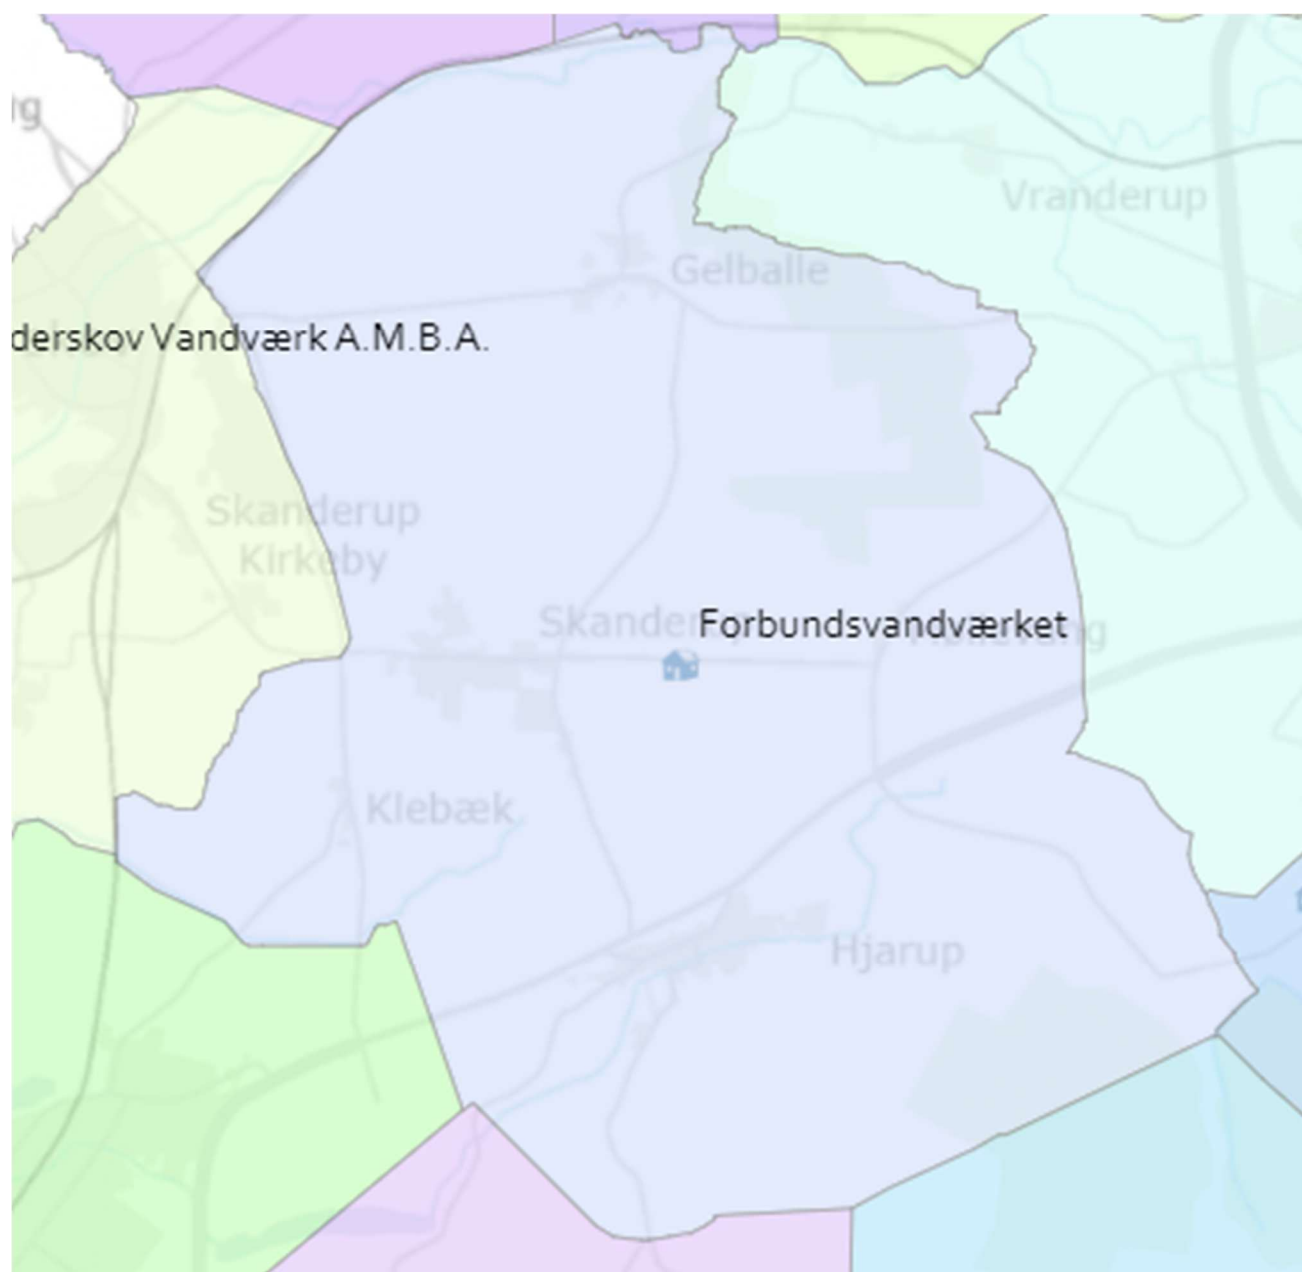 Vranderup
Gelballe
derskov Vandværk A.M.B.A.
Skanderup
Kirkeby
Forbundsvandværket
Klebæk
Hjarup